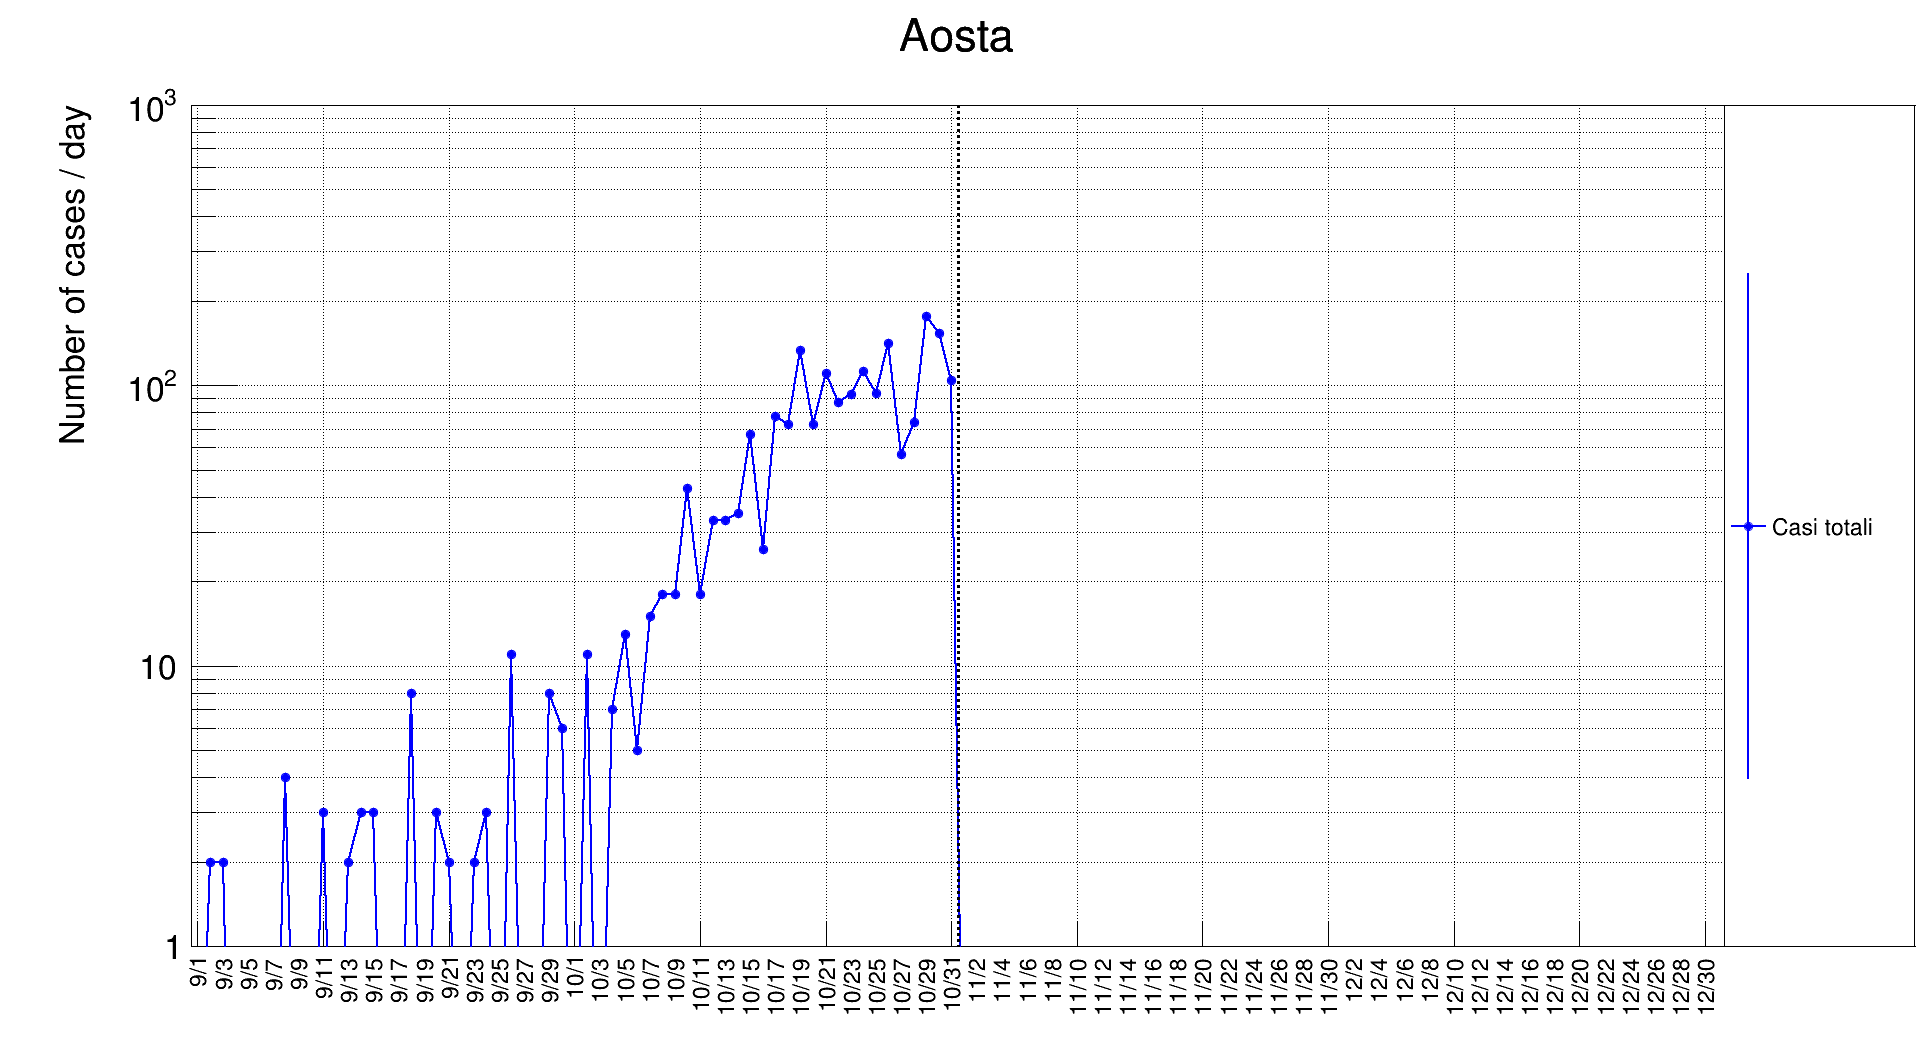 Aosta
Number of cases / day
10³
10²
10
1
9/1 9/3 9/5 9/7 9/9 9/11 9/13 9/15 9/17 9/19 9/21 9/23 9/25 9/27 9/29 10/1 10/3 10/5 10/7 10/9 10/11 10/13 10/15 10/17 10/19 10/21 10/23 10/25 10/27 10/29 10/31 11/2 11/4 11/6 11/8 11/10 11/12 11/14 11/16 11/18 11/20 11/22 11/24 11/26 11/28 11/30 12/2 12/4 12/6 12/8 12/10 12/12 12/14 12/16 12/18 12/20 12/22 12/24 12/26 12/28 12/30
Casi totali